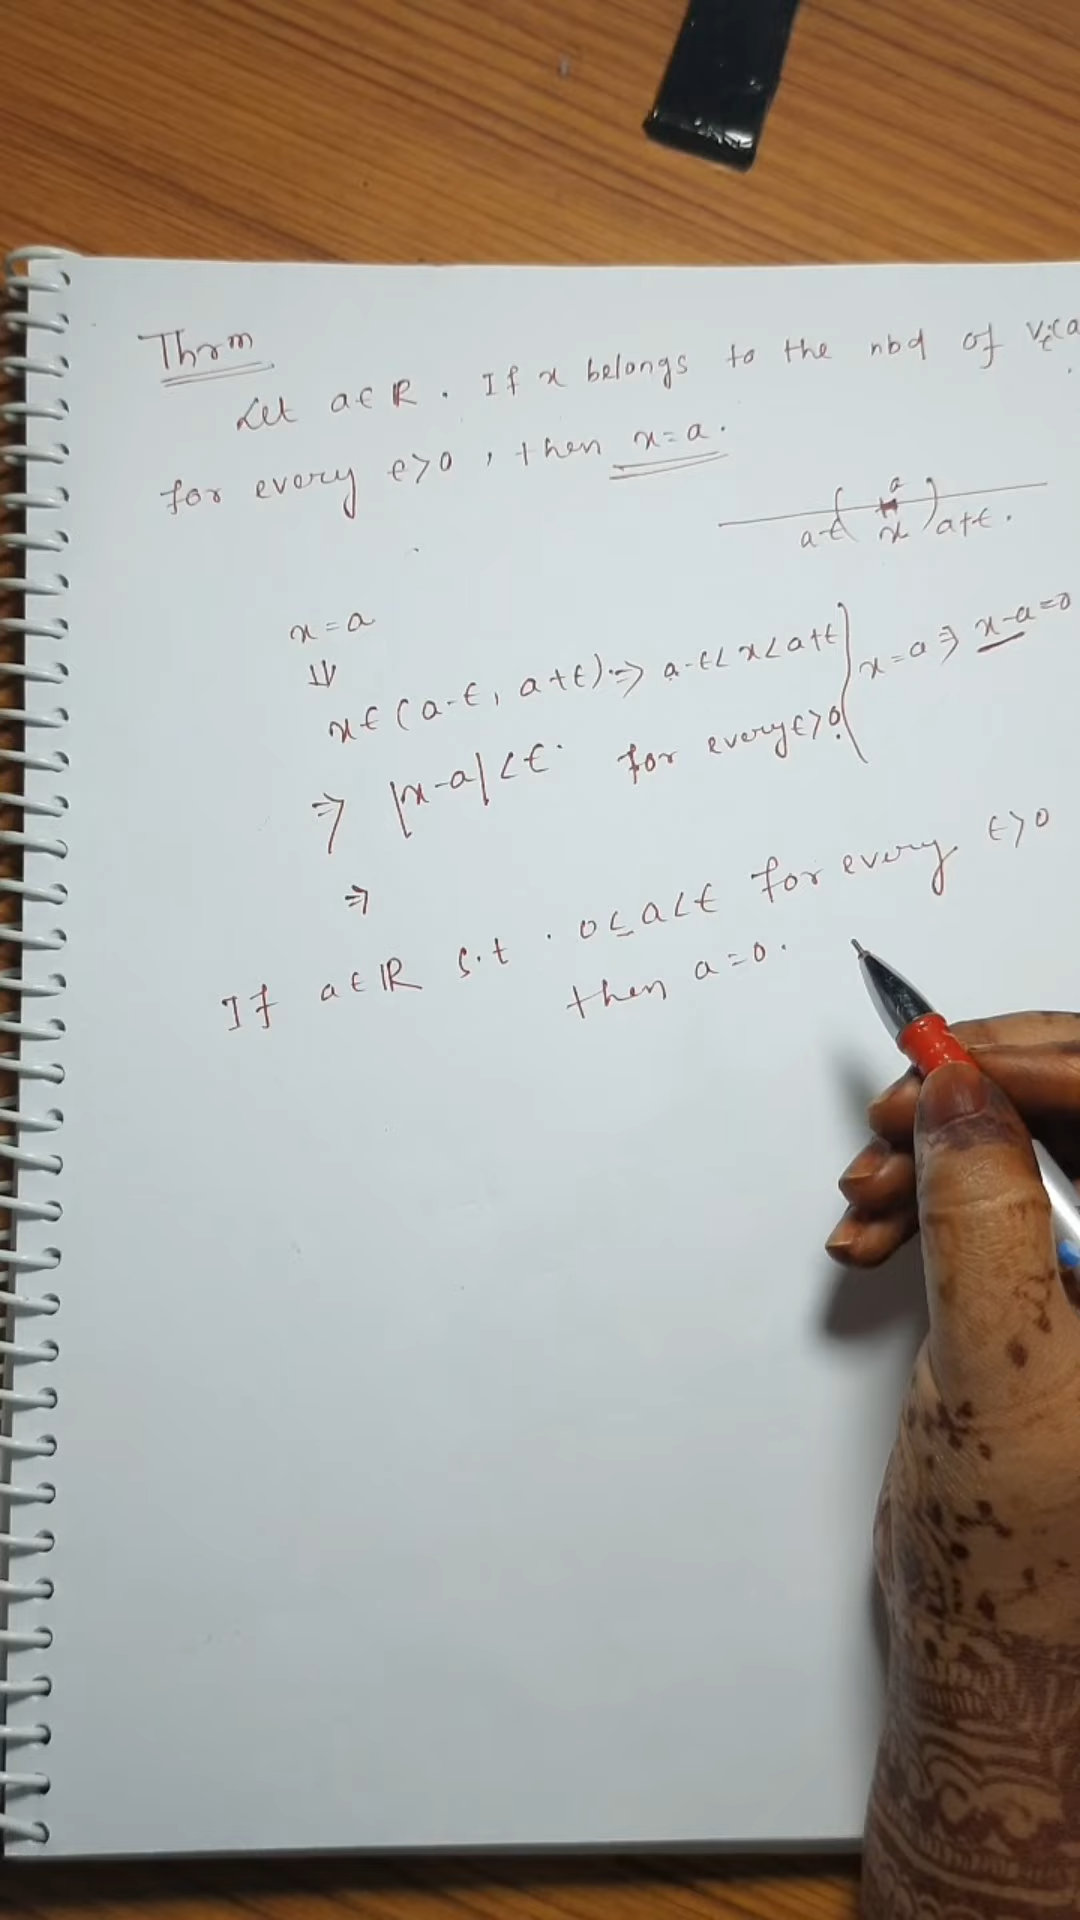 Thrm
Let a∈R. If x belongs to the nbd of Vε(a
for every ε>0, then x=a.
a
a-ε x a+ε.
x=a
⇓
x∈(a-ε, a+ε).⇒ a-ε<x<a+ε
x=a⇒ x-a=0
⇒ |x-a|<ε. for every ε>0.
⇒
If a∈R s.t. 0≤a<ε for every ε>0
then a=0.